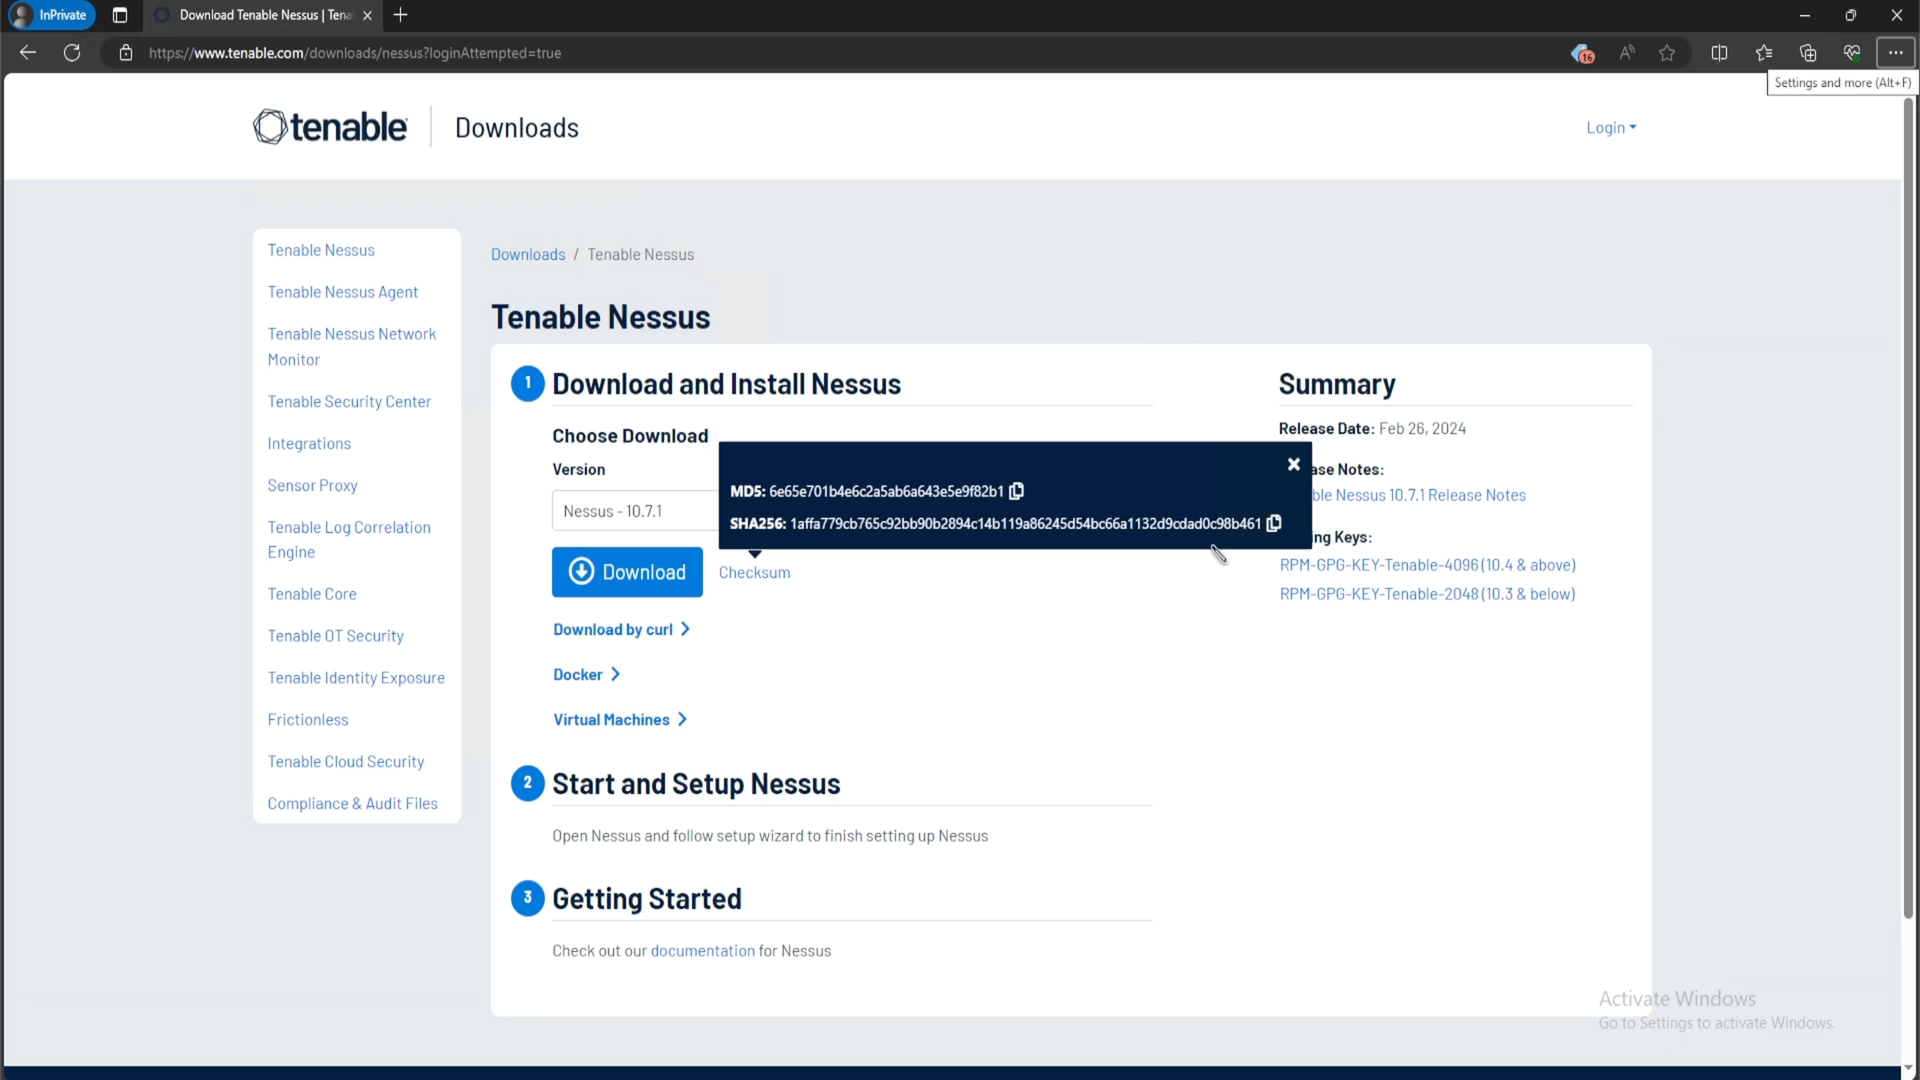 InPrivate
Download Tenable Nessus | Tena
https://www.tenable.com/downloads/nessus?loginAttempted=true
16
Settings and more (Alt+F)
tenable
Downloads
Login
Tenable Nessus
Tenable Nessus Agent
Tenable Nessus Network
Monitor
Tenable Security Center
Integrations
Sensor Proxy
Tenable Log Correlation
Engine
Tenable Core
Tenable OT Security
Tenable Identity Exposure
Frictionless
Tenable Cloud Security
Compliance & Audit Files
Downloads / Tenable Nessus
Tenable Nessus
1 Download and Install Nessus
Choose Download
Version
Nessus - 10.7.1
MD5: 6e65e701b4e6c2a5ab6a643e5e9f82b1
SHA256: 1affa779cb765c92bb90b2894c14b119a86245d54bc66a1132d9cdad0c98b461
Download
Checksum
Download by curl
Docker
Virtual Machines
2 Start and Setup Nessus
Open Nessus and follow setup wizard to finish setting up Nessus
3 Getting Started
Check out our documentation for Nessus
Summary
Release Date: Feb 26, 2024
ase Notes:
ble Nessus 10.7.1 Release Notes
ing Keys:
RPM-GPG-KEY-Tenable-4096 (10.4 & above)
RPM-GPG-KEY-Tenable-2048 (10.3 & below)
Activate Windows
Go to Settings to activate Windows.